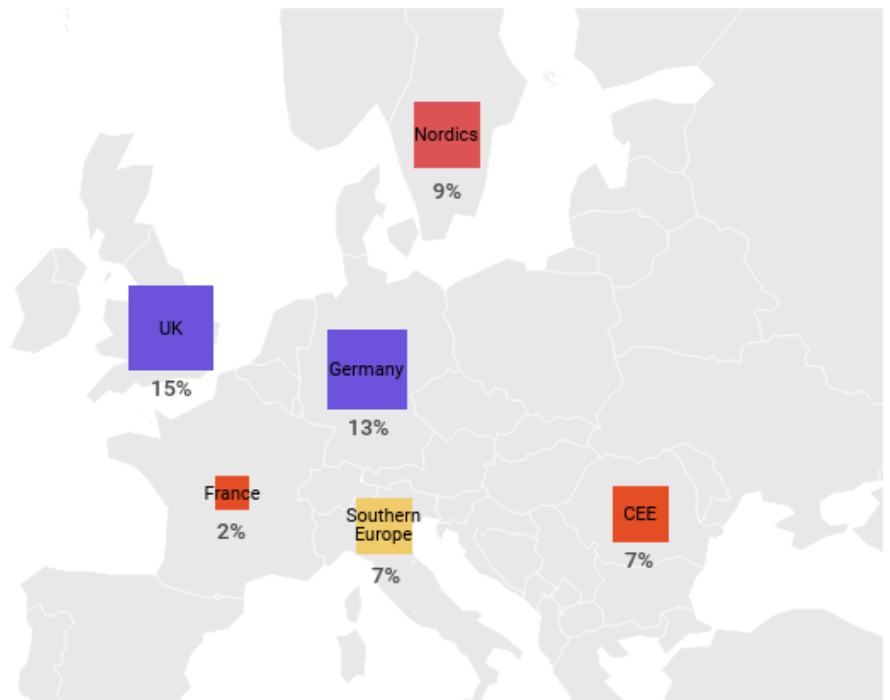 Nordics
9%
UK
15%
Germany
13%
France
2%
Southern
Europe
7%
CEE
7%